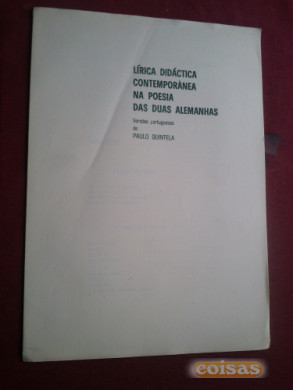 LÍRICA DIDÁCTICA
CONTEMPORÂNEA
NA POESIA
DAS DUAS ALEMANHAS
Versões portuguesas
de
PAULO QUINTELA
coisas